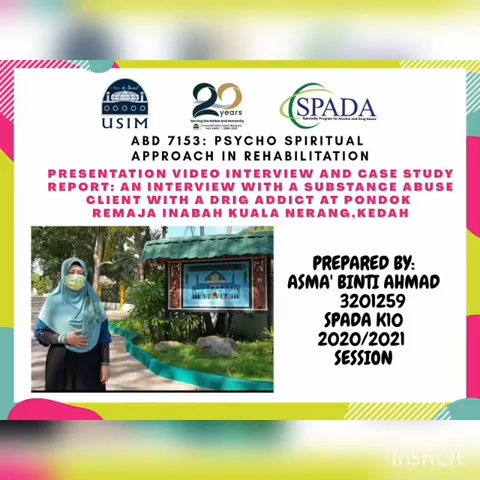 USIM
20
years
SPADA
ABD 7153: PSYCHO SPIRITUAL
APPROACH IN REHABILITATION
PRESENTATION VIDEO INTERVIEW AND CASE STUDY
REPORT: AN INTERVIEW WITH A SUBSTANCE ABUSE
CLIENT WITH A DRIG ADDICT AT PONDOK
REMAJA INABAH KUALA NERANG,KEDAH
PREPARED BY:
ASMA' BINTI AHMAD
3201259
SPADA K10
2020/2021
SESSION
inshot